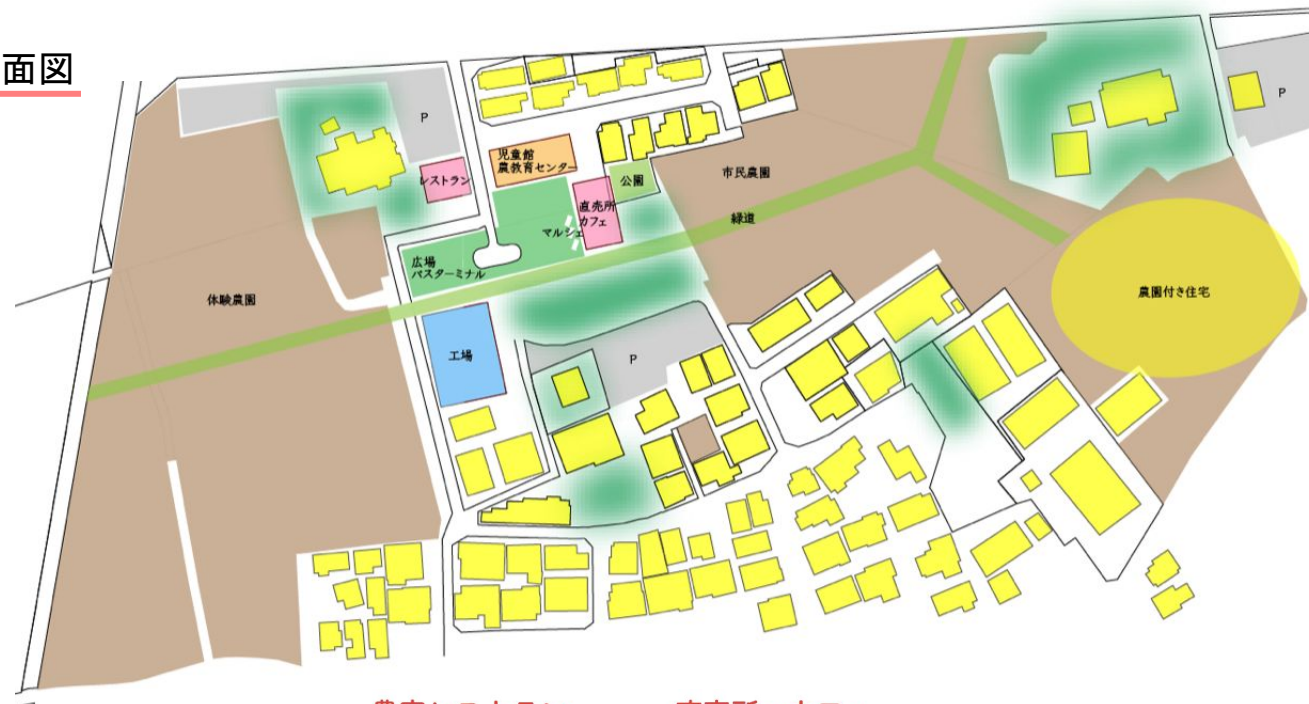 面図
P
P
児童館
農教育センター
レストラン
公園
市民農園
直売所
カフェ
マルシェ
緑道
広場
バスターミナル
体験農園
農園付き住宅
工場
P